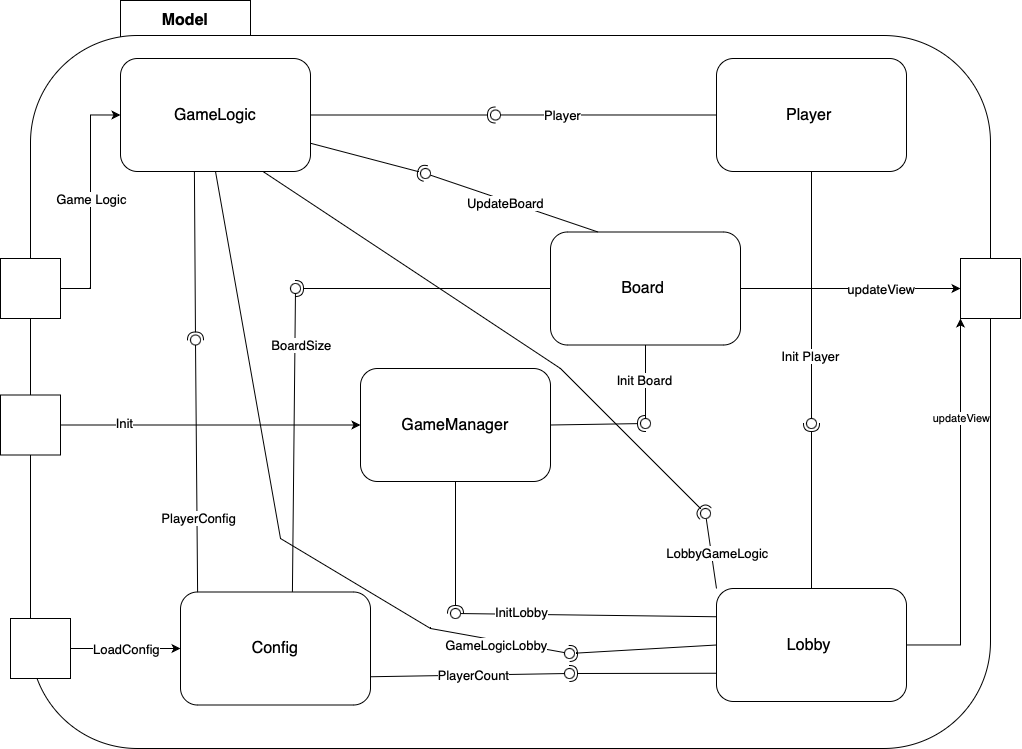 Model
GameLogic
Player
Player
Game Logic
UpdateBoard
Board
updateView
BoardSize
Init Player
Init Board
Init
GameManager
updateView
PlayerConfig
LobbyGameLogic
InitLobby
LoadConfig
Config
GameLogicLobby
Lobby
PlayerCount